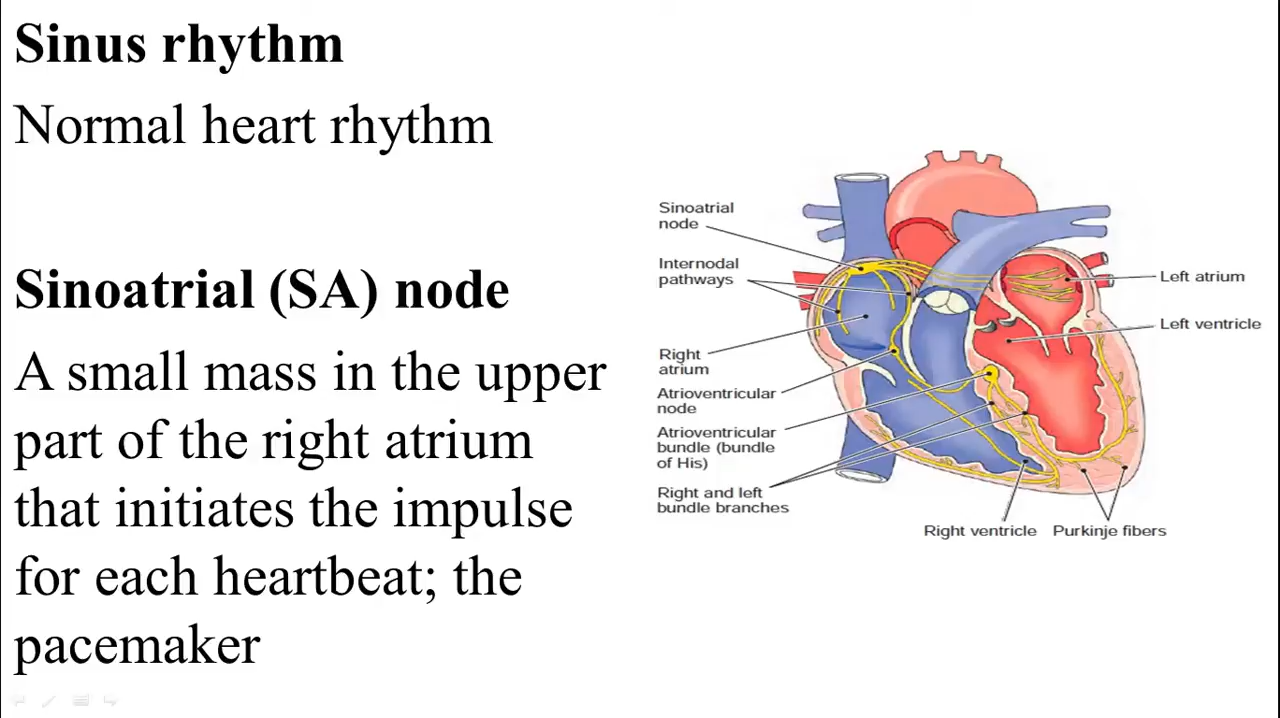 Sinus rhythm
Normal heart rhythm
Sinoatrial (SA) node
A small mass in the upper
part of the right atrium
that initiates the impulse
for each heartbeat; the
pacemaker
Sinoatrial
node
Internodal
pathways
Right
atrium
Atrioventricular
node
Atrioventricular
bundle (bundle
of His)
Right and left
bundle branches
Left atrium
Left ventricle
Right ventricle
Purkinje fibers